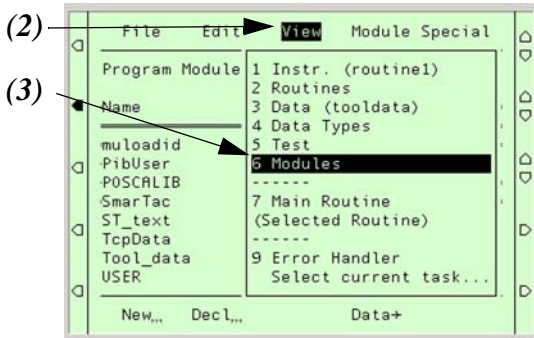 (2)
File Edit View Module Special
Program Module
1 Instr. (routine1)
2 Routines
(3)
Name
3 Data (tooldata)
4 Data Types
muloadid
5 Test
PibUser
6 Modules
POSCALIB
------
SmarTac
7 Main Routine
ST_text
(Selected Routine)
TcpData
------
Tool_data
9 Error Handler
USER
Select current task...
New,,, Decl,,, Data→